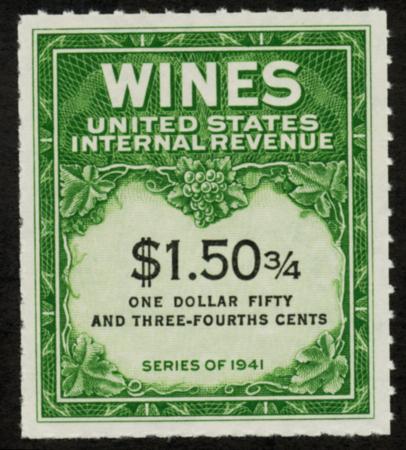 WINES
UNITED STATES
INTERNAL REVENUE
$1.50 3/4
ONE DOLLAR FIFTY
AND THREE-FOURTHS CENTS
SERIES OF 1941